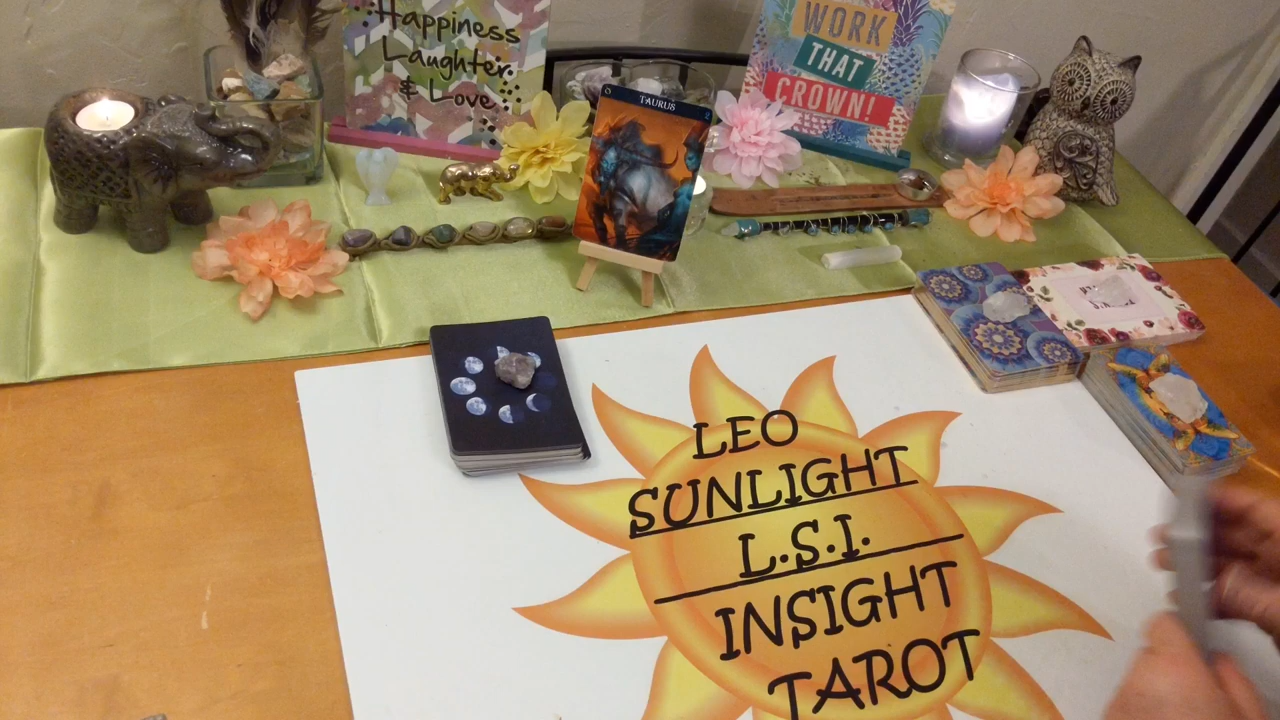 Happiness
Laughter
& Love
WORK
THAT
CROWN!
TAURUS
LEO
SUNLIGHT
L.S.I.
INSIGHT
TAROT